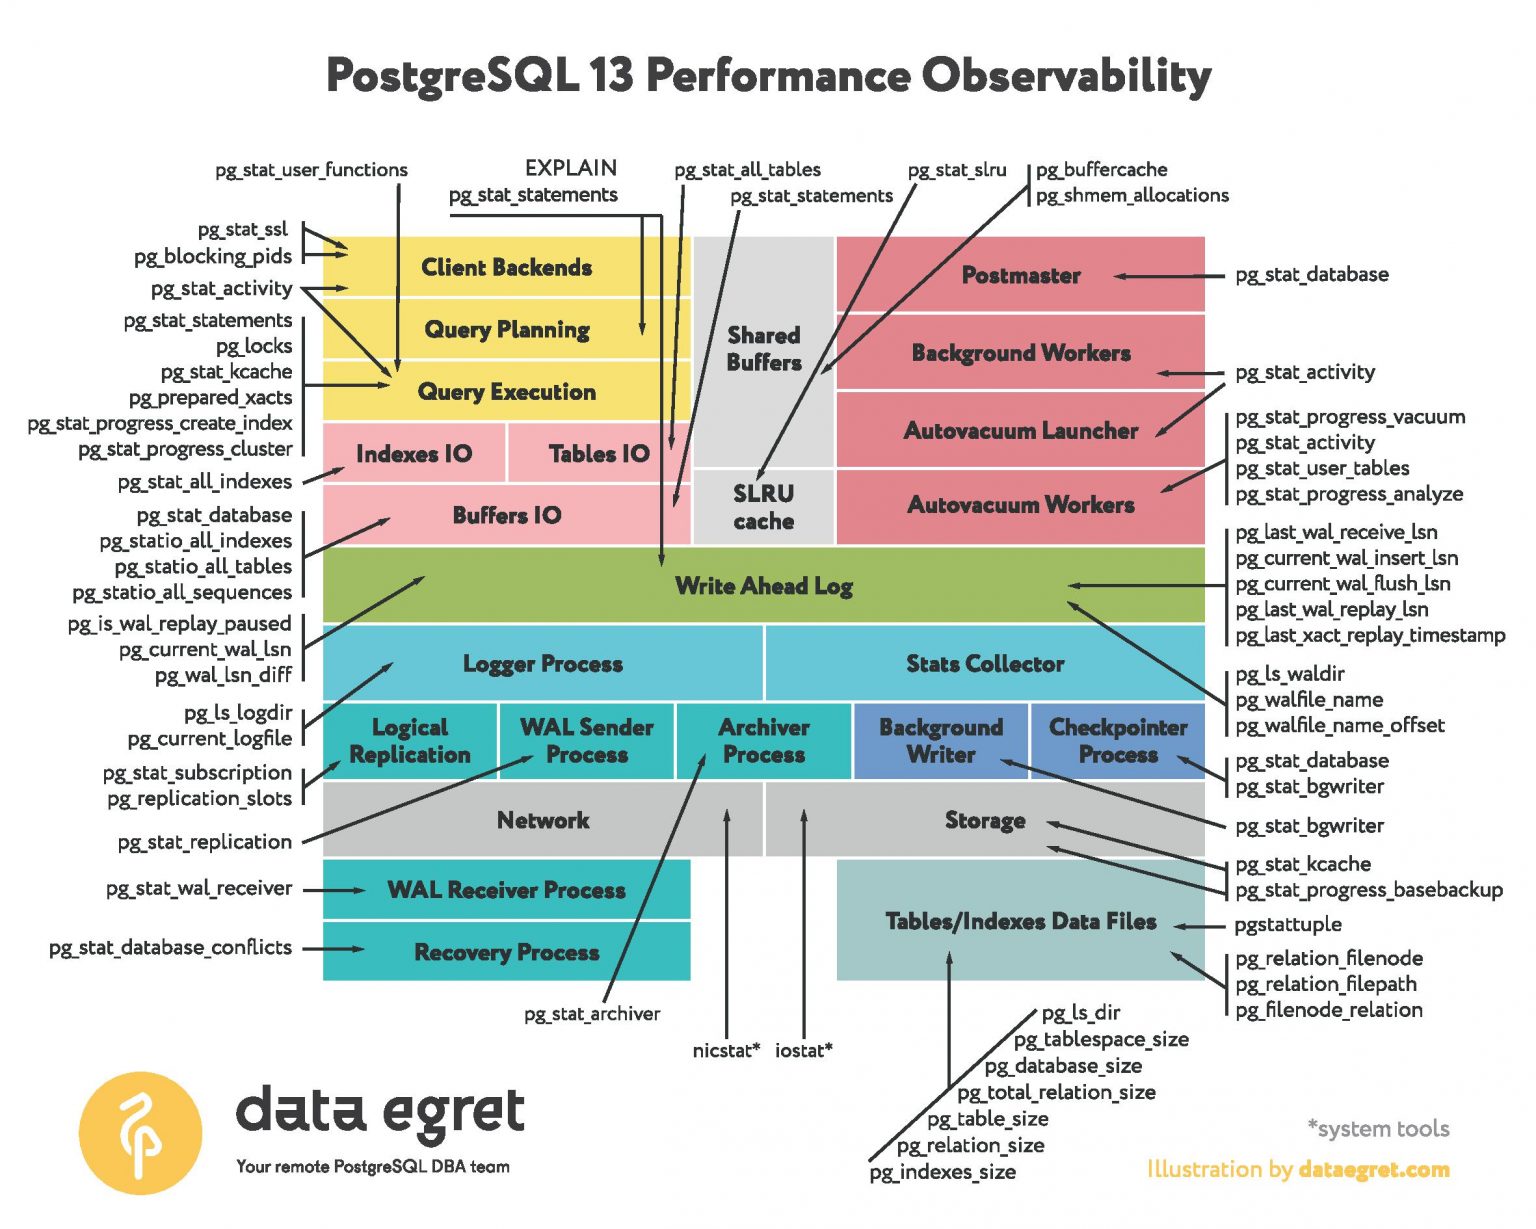 PostgreSQL 13 Performance Observability
pg_stat_user_functions
EXPLAIN
pg_stat_statements
pg_stat_all_tables
pg_stat_statements
pg_stat_slru
pg_buffercache
pg_shmem_allocations
pg_stat_ssl
pg_blocking_pids
pg_stat_activity
pg_stat_statements
pg_locks
pg_stat_kcache
pg_prepared_xacts
pg_stat_progress_create_index
pg_stat_progress_cluster
pg_stat_all_indexes
pg_stat_database
pg_statio_all_indexes
pg_statio_all_tables
pg_statio_all_sequences
pg_is_wal_replay_paused
pg_current_wal_lsn
pg_wal_lsn_diff
pg_ls_logdir
pg_current_logfile
pg_stat_subscription
pg_replication_slots
pg_stat_replication
pg_stat_wal_receiver
pg_stat_database_conflicts
Client Backends
Query Planning
Query Execution
Indexes IO
Tables IO
Buffers IO
Shared
Buffers
SLRU
cache
Postmaster
Background Workers
Autovacuum Launcher
Autovacuum Workers
Write Ahead Log
Logger Process
Stats Collector
Logical
Replication
WAL Sender
Process
Archiver
Process
Background
Writer
Checkpointer
Process
Network
Storage
WAL Receiver Process
Recovery Process
Tables/Indexes Data Files
pg_stat_database
pg_stat_activity
pg_stat_progress_vacuum
pg_stat_activity
pg_stat_user_tables
pg_stat_progress_analyze
pg_last_wal_receive_lsn
pg_current_wal_insert_lsn
pg_current_wal_flush_lsn
pg_last_wal_replay_lsn
pg_last_xact_replay_timestamp
pg_ls_waldir
pg_walfile_name
pg_walfile_name_offset
pg_stat_database
pg_stat_bgwriter
pg_stat_bgwriter
pg_stat_kcache
pg_stat_progress_basebackup
pgstattuple
pg_relation_filenode
pg_relation_filepath
pg_filenode_relation
pg_stat_archiver
nicstat*
iostat*
pg_ls_dir
pg_tablespace_size
pg_database_size
pg_total_relation_size
pg_table_size
pg_relation_size
pg_indexes_size
data egret
Your remote PostgreSQL DBA team
*system tools
Illustration by dataegret.com